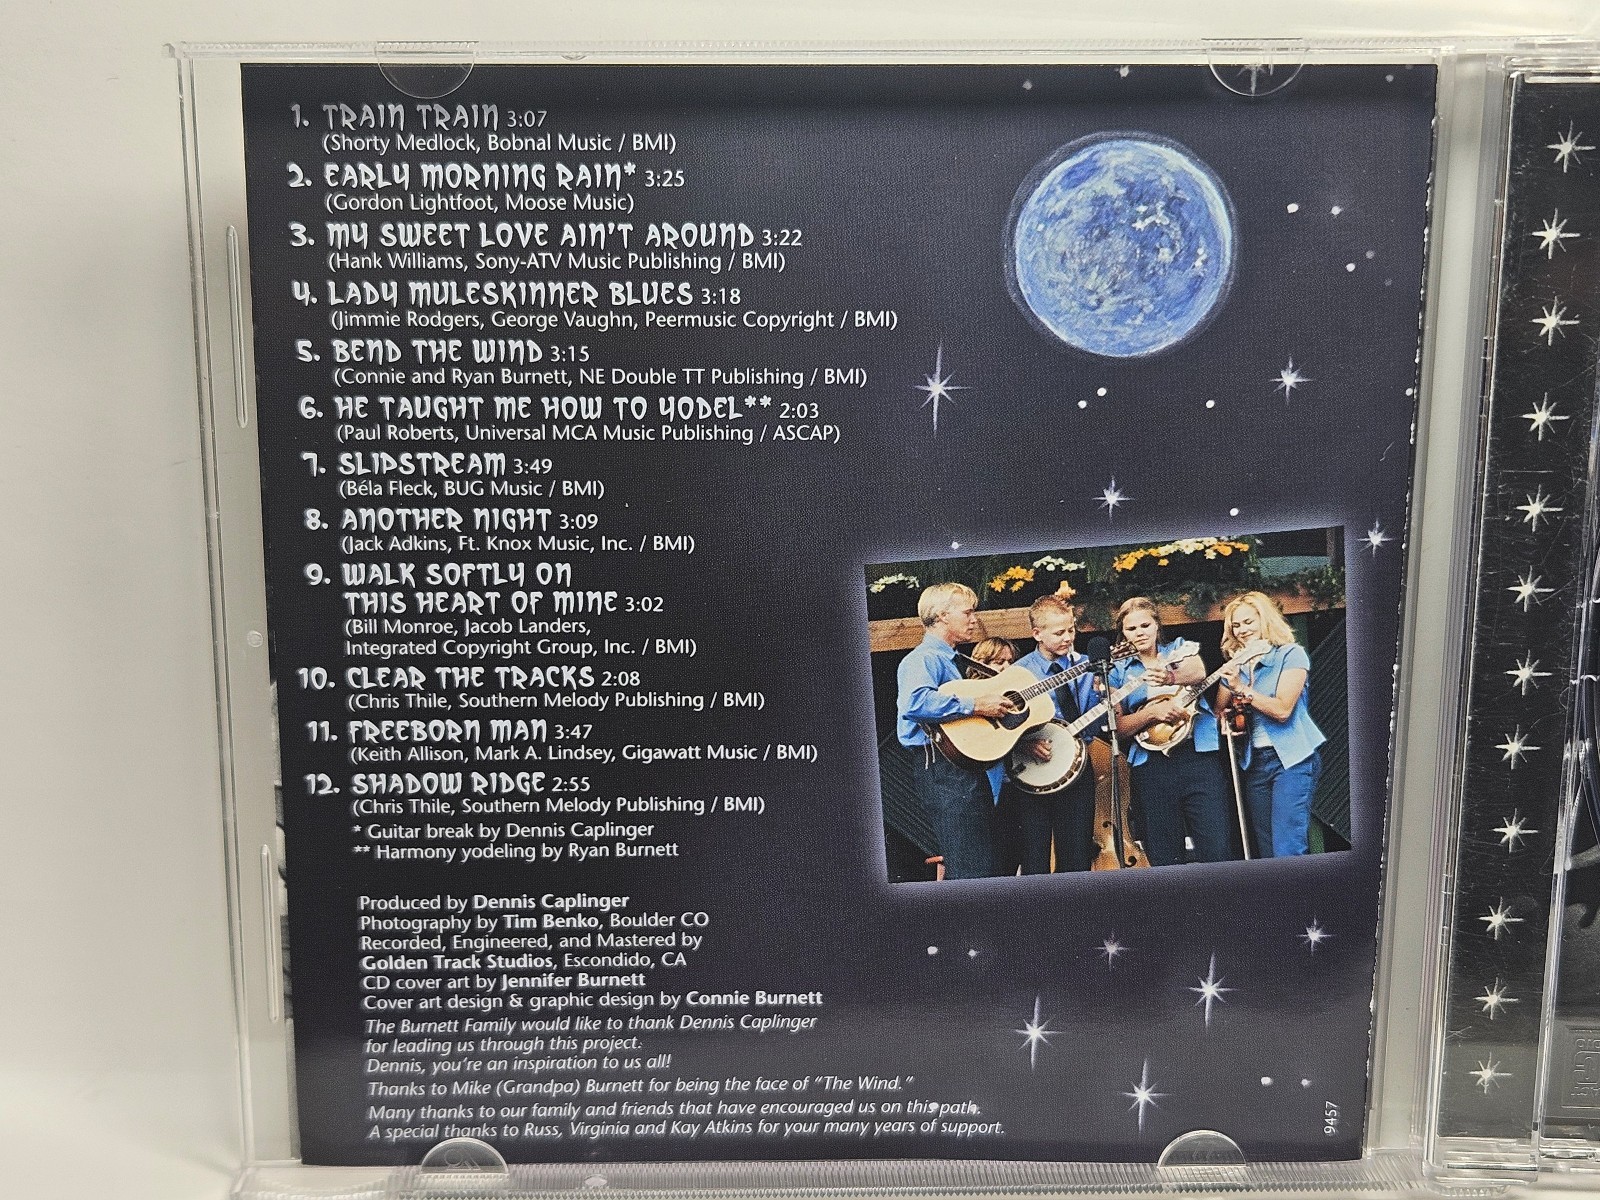 1. TRAIN TRAIN 3:07
(Shorty Medlock, Bobnal Music / BMI)
2. EARLY MORNING RAIN* 3:25
(Gordon Lightfoot, Moose Music)
3. MY SWEET LOVE AIN'T AROUND 3:22
(Hank Williams, Sony-ATV Music Publishing / BMI)
4. LADY MULESKINNER BLUES 3:18
(Jimmie Rodgers, George Vaughn, Peermusic Copyright / BMI)
5. BEND THE WIND 3:15
(Connie and Ryan Burnett, NE Double TT Publishing / BMI)
6. HE TAUGHT ME HOW TO YODEL** 2:03
(Paul Roberts, Universal MCA Music Publishing / ASCAP)
7. SLIPSTREAM 3:49
(Béla Fleck, BUG Music / BMI)
8. ANOTHER NIGHT 3:09
(Jack Adkins, Ft. Knox Music, Inc. / BMI)
9. WALK SOFTLY ON
THIS HEART OF MINE 3:02
(Bill Monroe, Jacob Landers,
Integrated Copyright Group, Inc. / BMI)
10. CLEAR THE TRACKS 2:08
(Chris Thile, Southern Melody Publishing / BMI)
11. FREEBORN MAN 3:47
(Keith Allison, Mark A. Lindsey, Gigawatt Music / BMI)
12. SHADOW RIDGE 2:55
(Chris Thile, Southern Melody Publishing / BMI)
* Guitar break by Dennis Caplinger
** Harmony yodeling by Ryan Burnett
Produced by Dennis Caplinger
Photography by Tim Benko, Boulder CO
Recorded, Engineered, and Mastered by
Golden Track Studios, Escondido, CA
CD cover art by Jennifer Burnett
Cover art design & graphic design by Connie Burnett
The Burnett Family would like to thank Dennis Caplinger
for leading us through this project.
Dennis, you're an inspiration to us all!
Thanks to Mike (Grandpa) Burnett for being the face of "The Wind."
Many thanks to our family and friends that have encouraged us on this path.
A special thanks to Russ, Virginia and Kay Atkins for your many years of support.
9457